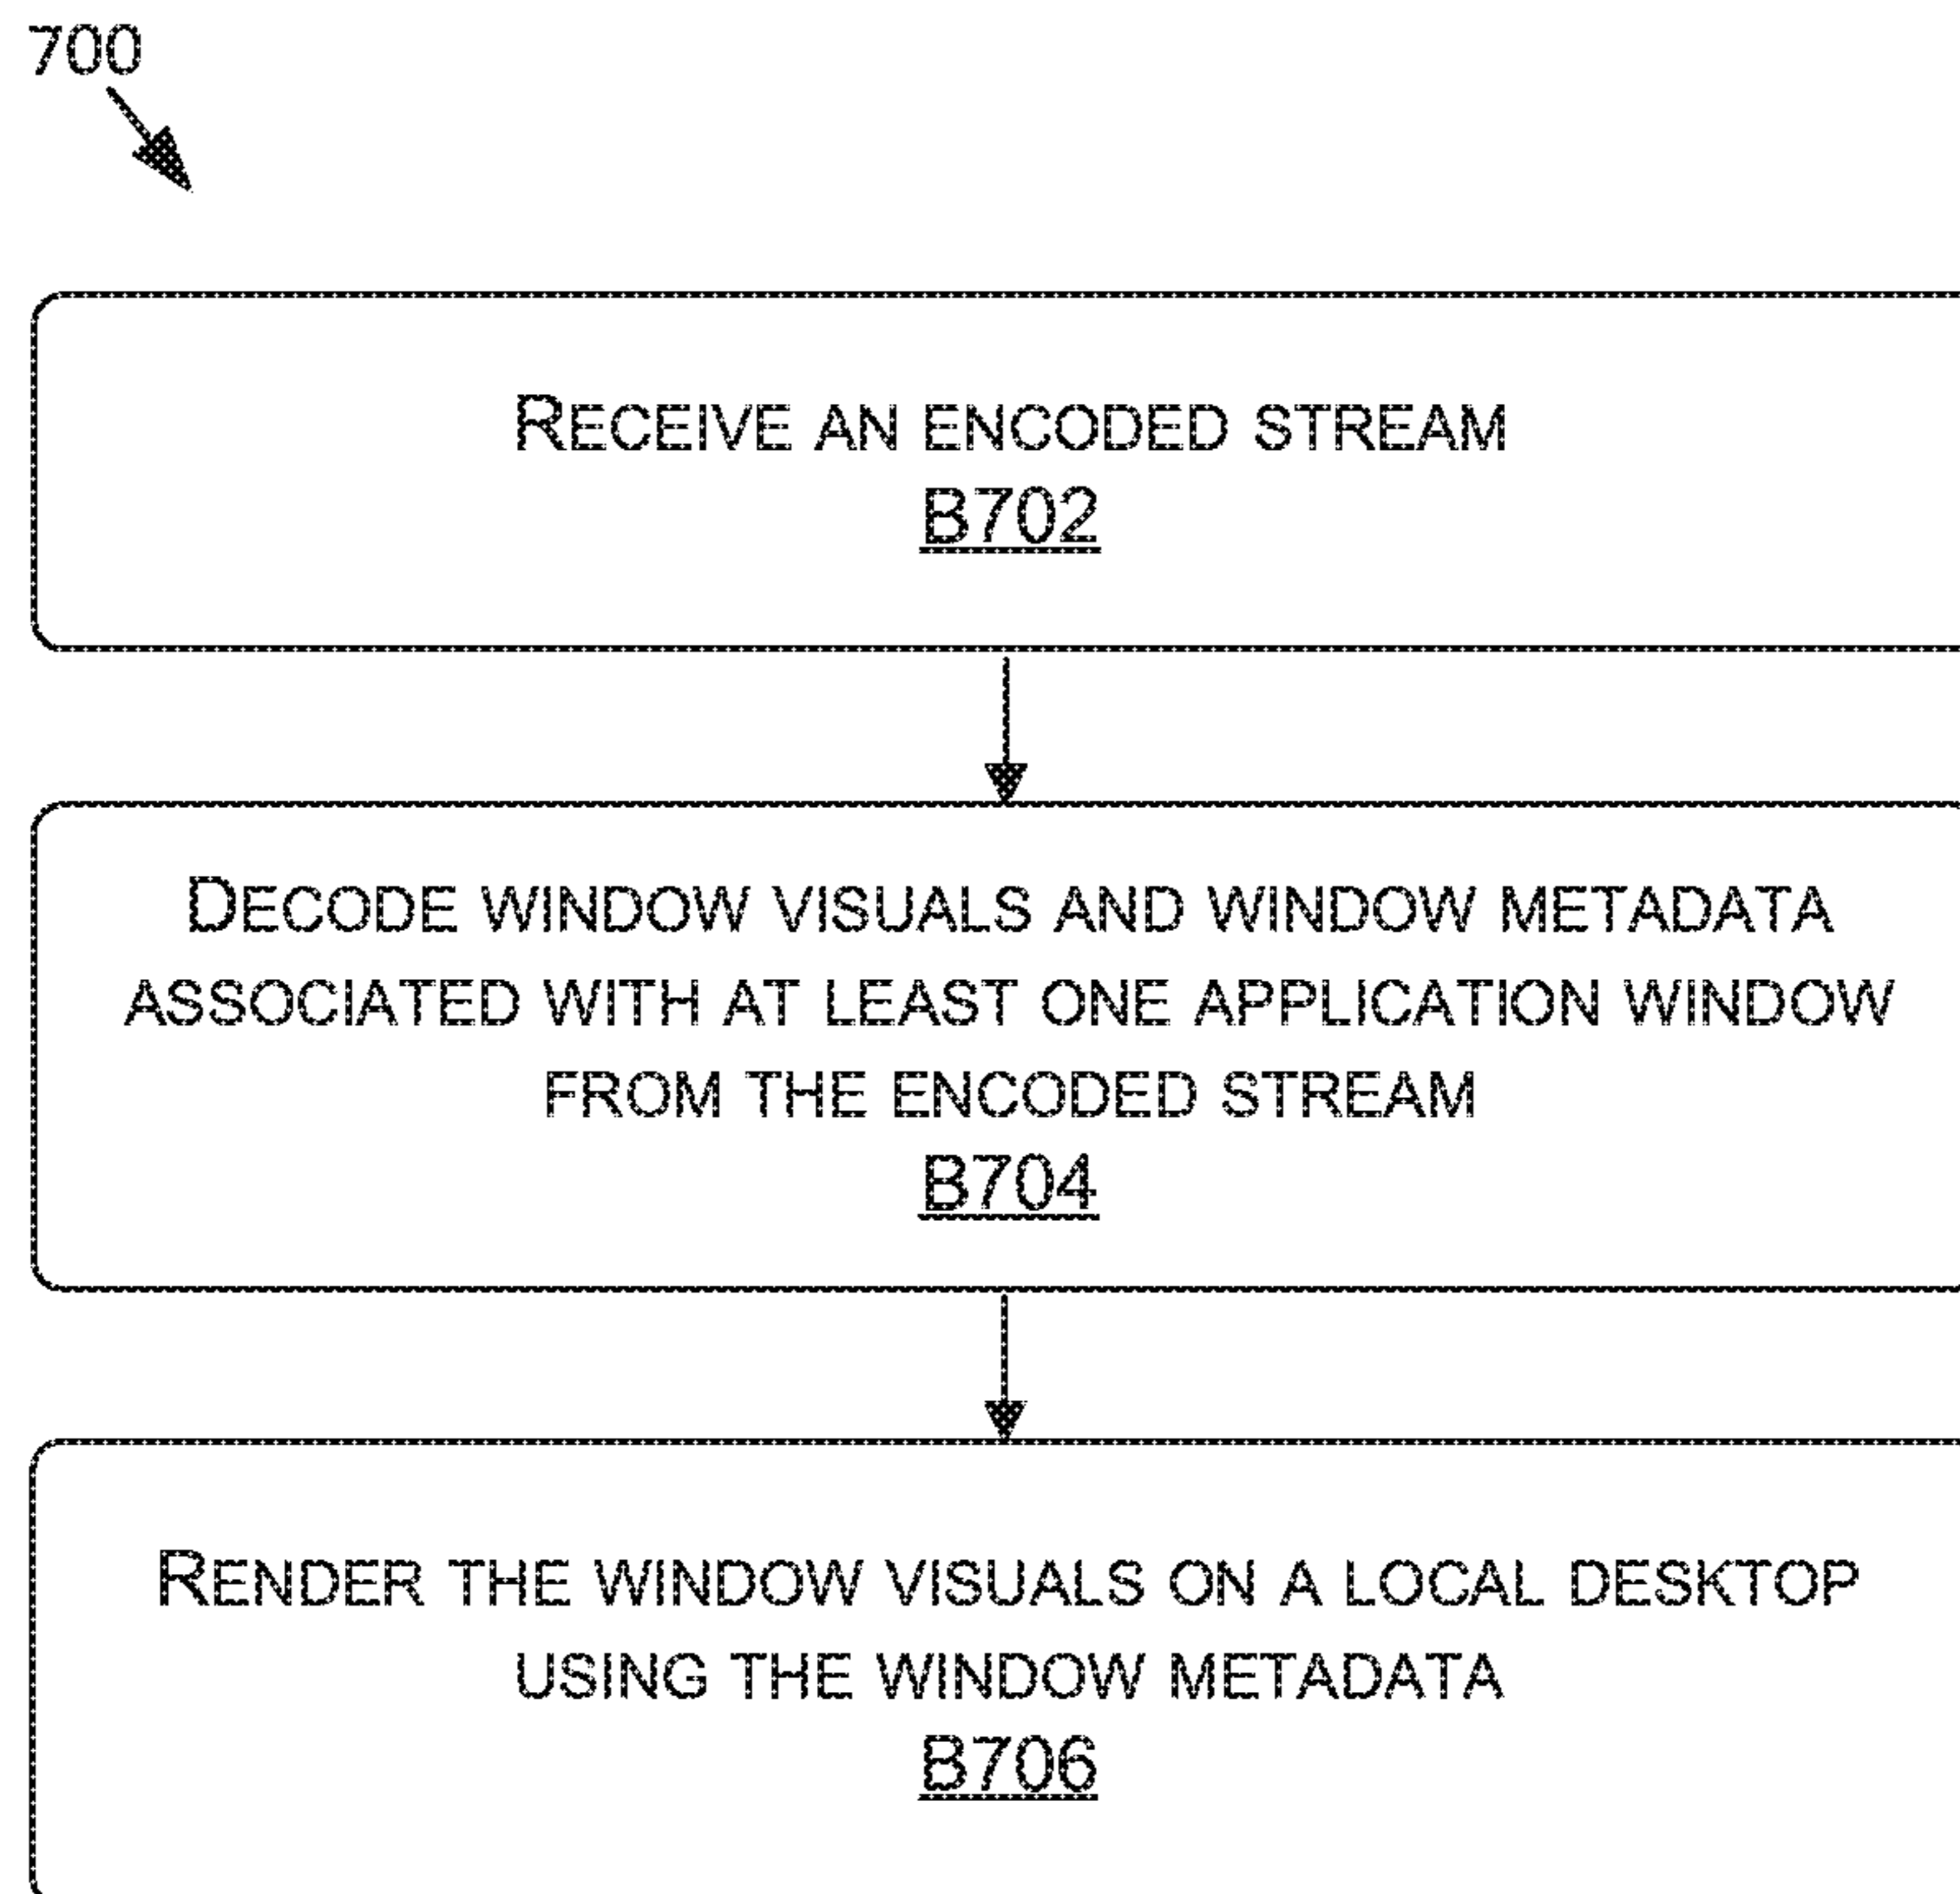 700
RECEIVE AN ENCODED STREAM
B702
DECODE WINDOW VISUALS AND WINDOW METADATA
ASSOCIATED WITH AT LEAST ONE APPLICATION WINDOW
FROM THE ENCODED STREAM
B704
RENDER THE WINDOW VISUALS ON A LOCAL DESKTOP
USING THE WINDOW METADATA
B706